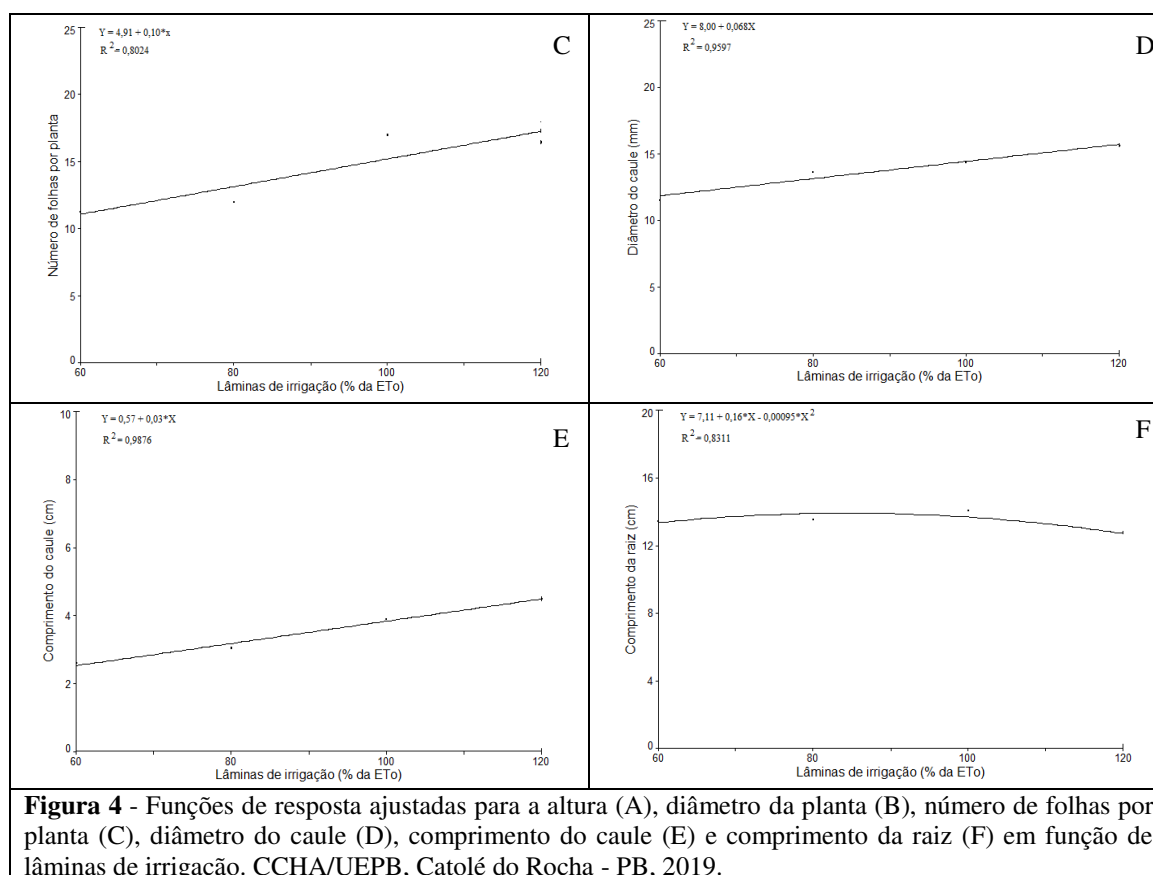 Y = 4,91 + 0,10*x
R² = 0,8024
C
25
20
15
10
5
0
Número de folhas por planta
60
80
100
120
Lâminas de irrigação (% da ETo)
Y = 8,00 + 0,068X
R² = 0,9597
D
25
20
15
10
5
0
Diâmetro do caule (mm)
60
80
100
120
Lâminas de irrigação (% da ETo)
Y = 0,57 + 0,03*X
R² = 0,9876
E
10
8
6
4
2
0
Comprimento do caule (cm)
60
80
100
120
Lâminas de irrigação (% da ETo)
Y = 7,11 + 0,16*X - 0,00095*X²
R² = 0,8311
F
20
16
12
8
4
0
Comprimento da raiz (cm)
60
80
100
120
Lâminas de irrigação (% da ETo)
Figura 4 - Funções de resposta ajustadas para a altura (A), diâmetro da planta (B), número de folhas por
planta (C), diâmetro do caule (D), comprimento do caule (E) e comprimento da raiz (F) em função de
lâminas de irrigação. CCHA/UEPB, Catolé do Rocha - PB, 2019.